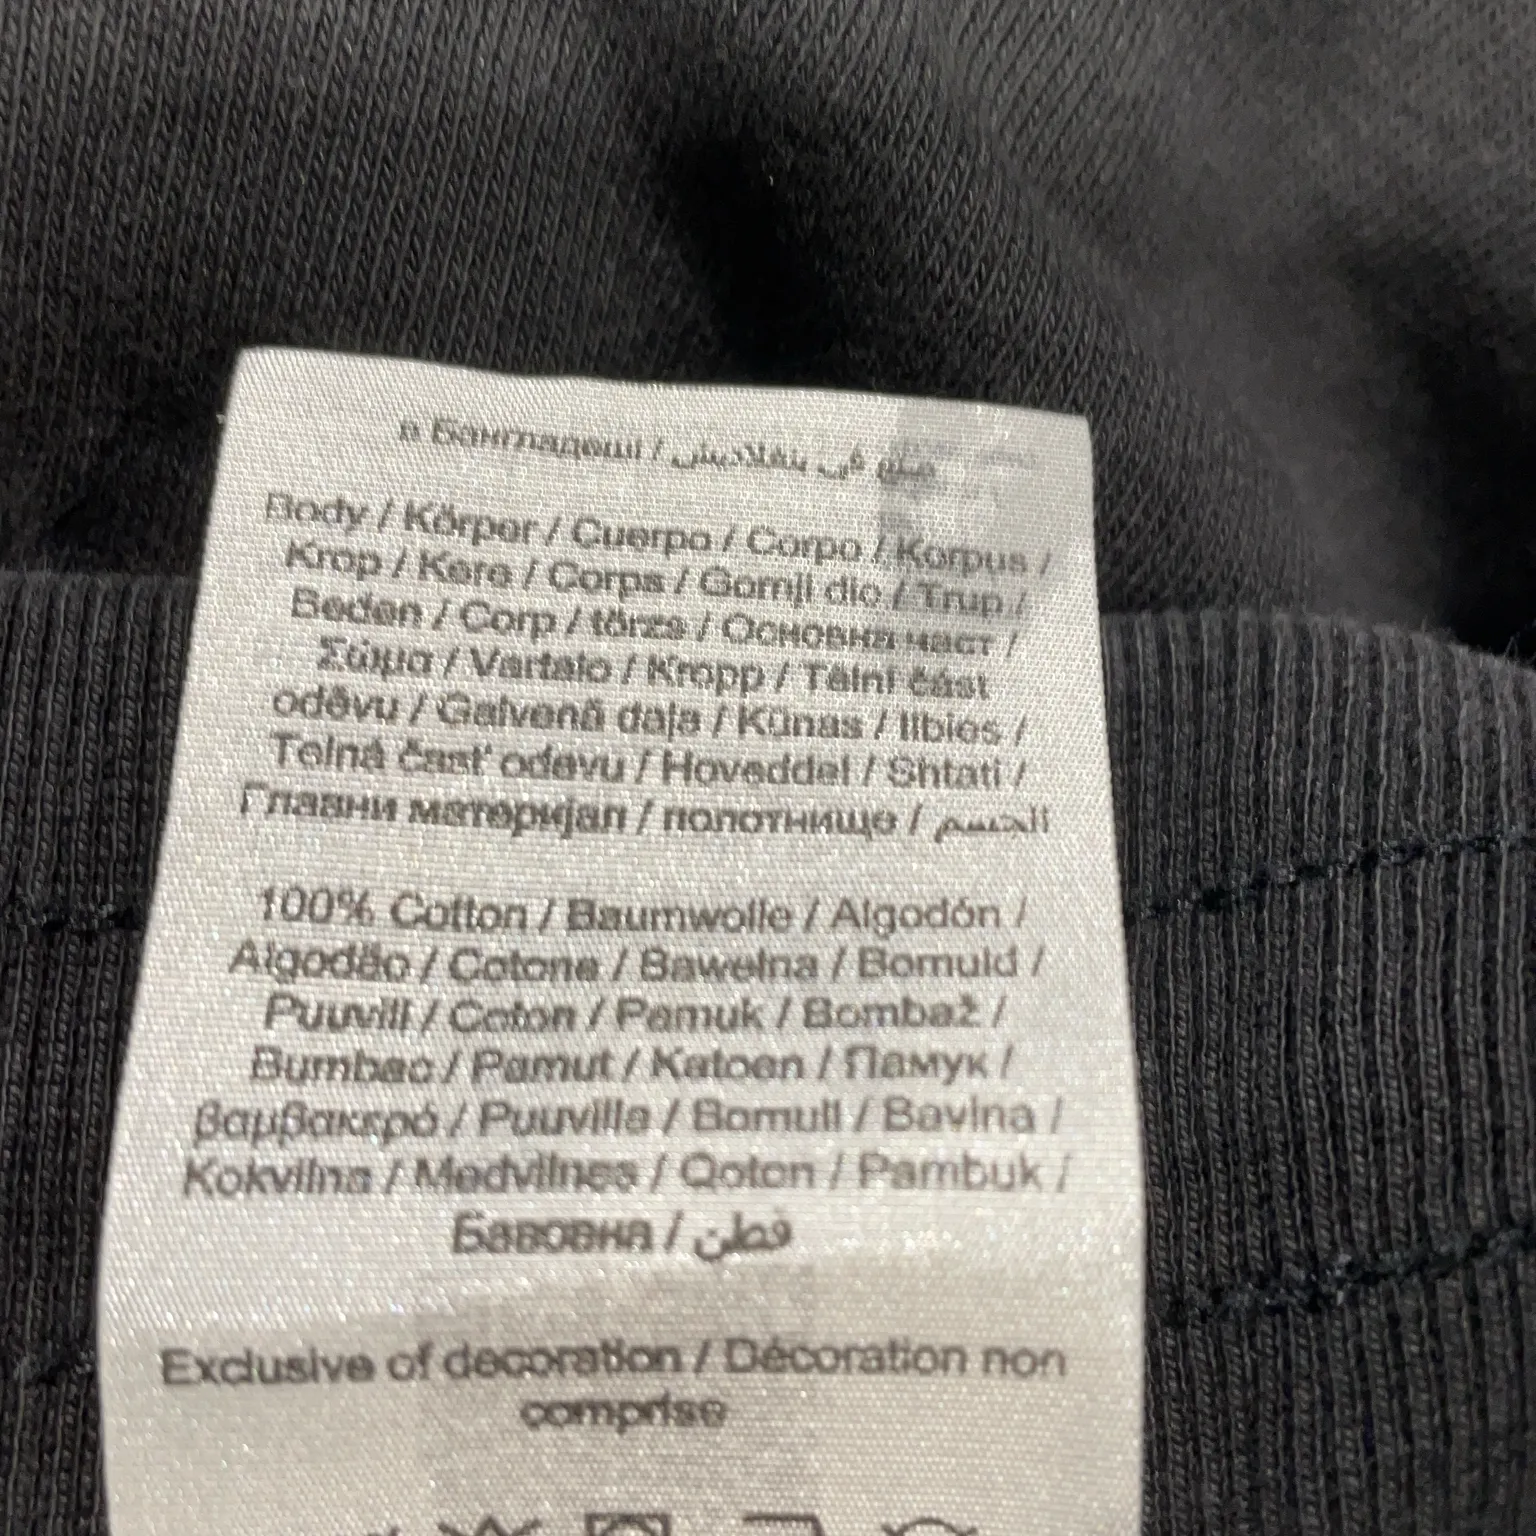 в Бангладеш / صنع في بنغلاديش
Body / Körper / Cuerpo / Corpo / Korpus /
Krop / Kere / Corps / Gornji dio / Trup /
Beden / Corp / törzs / Основна част /
Σώμα / Vartalo / Kropp / Tělní část
oděvu / Galvenā daļa / Kūnas / libies /
Telná časť odevu / Hoveddel / Shtati /
Главни материјал / полотнище / الجسم
100% Cotton / Baumwolle / Algodón /
Algodão / Cotone / Bawełna / Bomuld /
Puuvill / Coton / Pamuk / Bombaž /
Bumbac / Pamut / Katoen / Памук /
βαμβακερό / Puuvilla / Bomull / Bavlna /
Kokvilna / Medvilnės / Qoton / Pambuk /
Бавовна / قطن
Exclusive of decoration / Décoration non
comprise